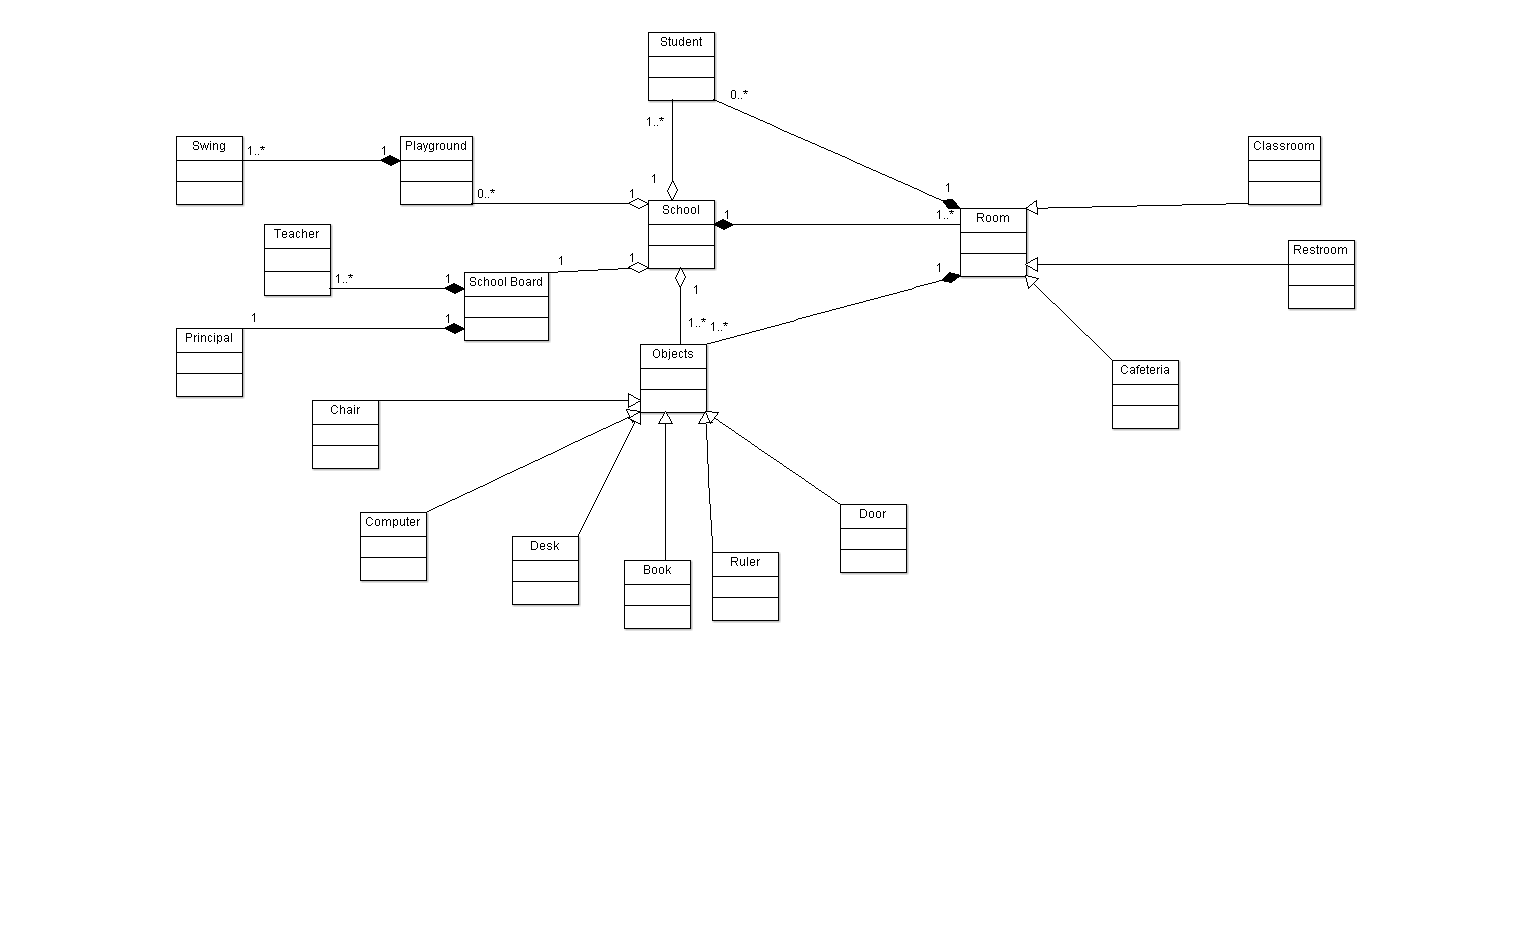 Student
0..*
1..*
Swing
1..*
1
Playground
Classroom
1
1
0..*
1
School
1
1..*
Room
Teacher
1
1
Restroom
1..*
1
School Board
1
1
Principal
1
1
1..*
1..*
Objects
Cafeteria
Chair
Computer
Desk
Book
Ruler
Door